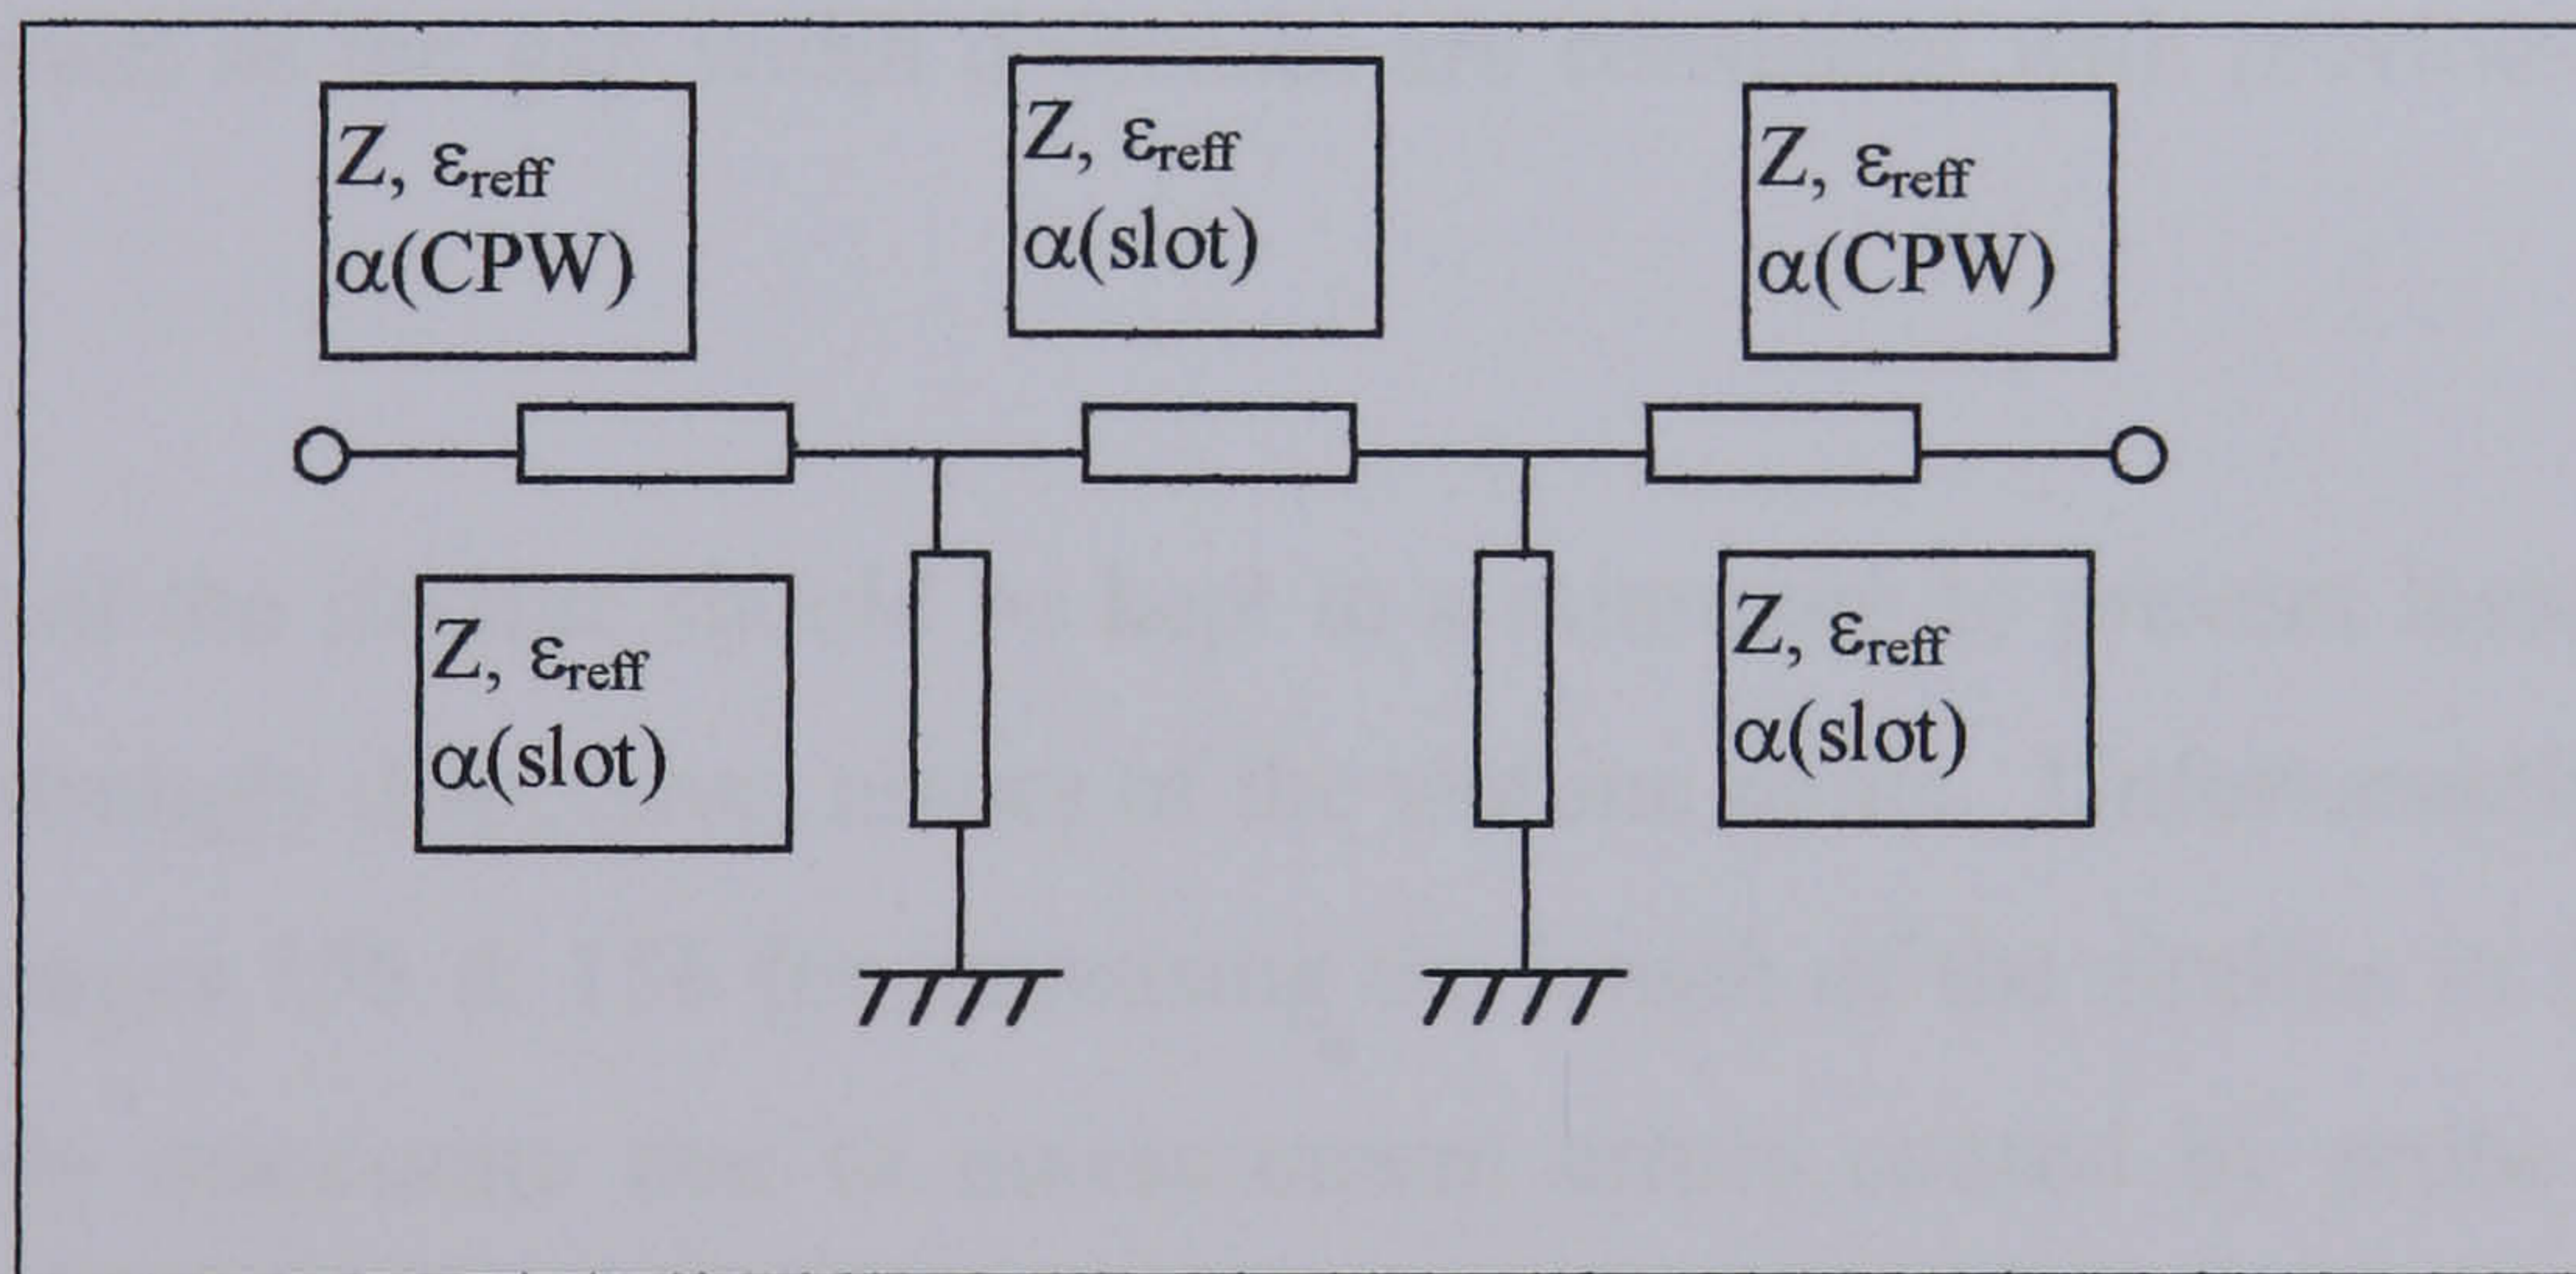 Z, εreff
α(CPW)
Z, εreff
α(slot)
Z, εreff
α(CPW)
Z, εreff
α(slot)
Z, εreff
α(slot)